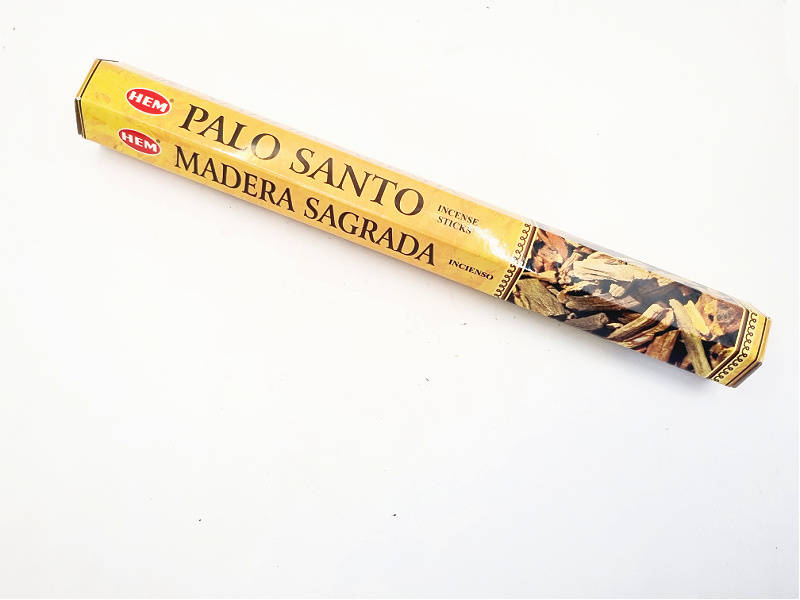 HEM
PALO SANTO
INCENSE
STICKS
HEM
MADERA SAGRADA
INCIENSO